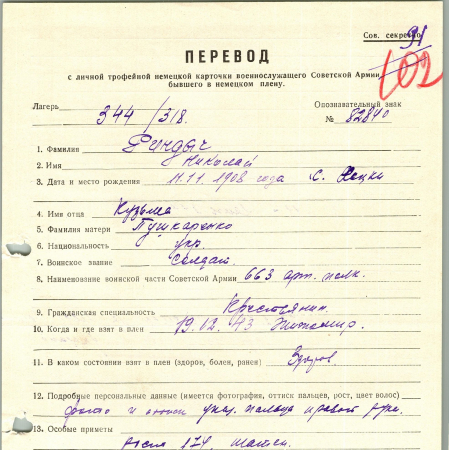 Сов. секретно
91
102
ПЕРЕВОД
с личной трофейной немецкой карточки военнослужащего Советской Армии,
бывшего в немецком плену.
Лагерь 344/318. Опознавательный знак
№ 82840
1. Фамилия Риндыч
2. Имя Николай
3. Дата и место рождения 11.11.1908 года с. Хоцки
4. Имя отца Кузьма
5. Фамилия матери Пушкаренко
6. Национальность укр.
7. Воинское звание Солдат
8. Наименование воинской части Советской Армии 663 арт. полк.
9. Гражданская специальность Крестьянин.
10. Когда и где взят в плен 19.02.43 Житомир.
11. В каком состоянии взят в плен (здоров, болен, ранен) Здоров
12. Подробные персональные данные (имеется фотография, оттиск пальцев, рост, цвет волос)
фото и оттиск указ. пальца правой руки.
13. Особые приметы
рост 174,